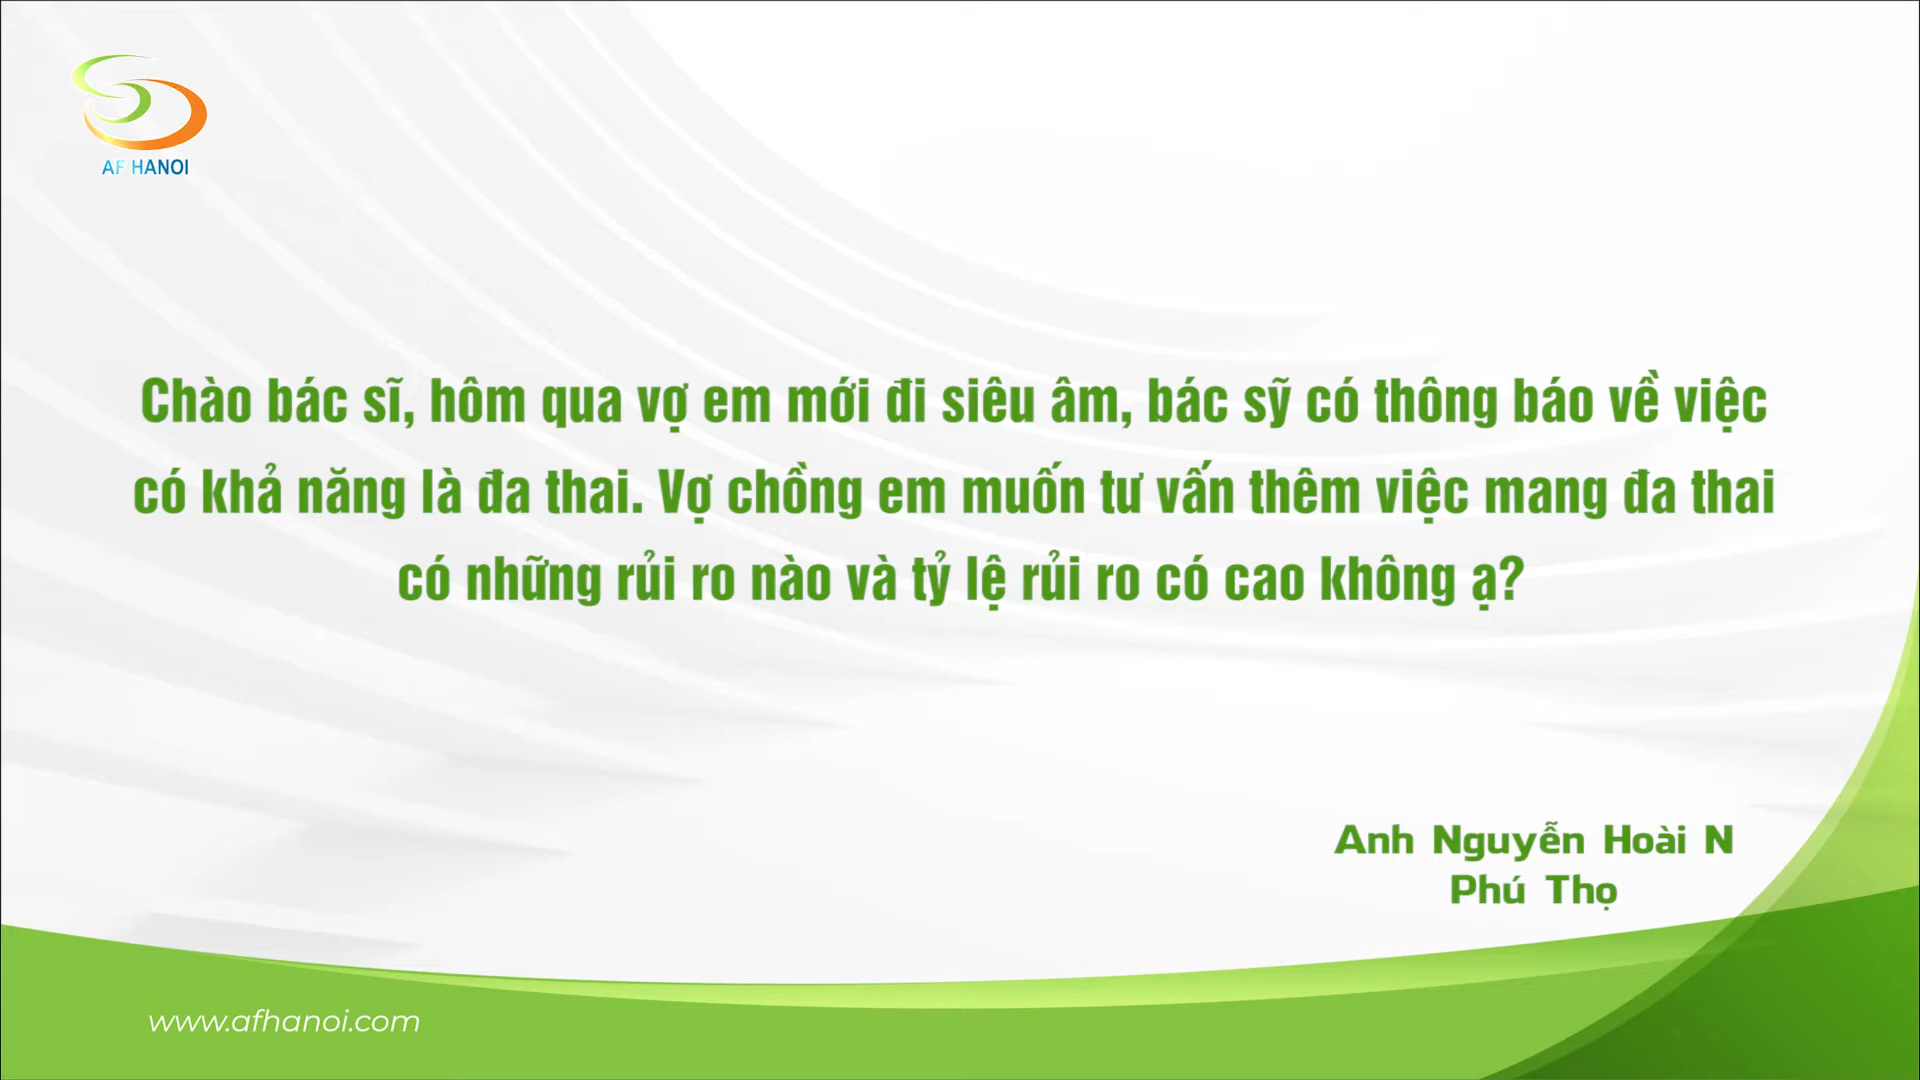 AF HANOI
Chào bác sĩ, hôm qua vợ em mới đi siêu âm, bác sỹ có thông báo về việc
có khả năng là đa thai. Vợ chồng em muốn tư vấn thêm việc mang đa thai
có những rủi ro nào và tỷ lệ rủi ro có cao không ạ?
Anh Nguyễn Hoài N
Phú Thọ
www.afhanoi.com